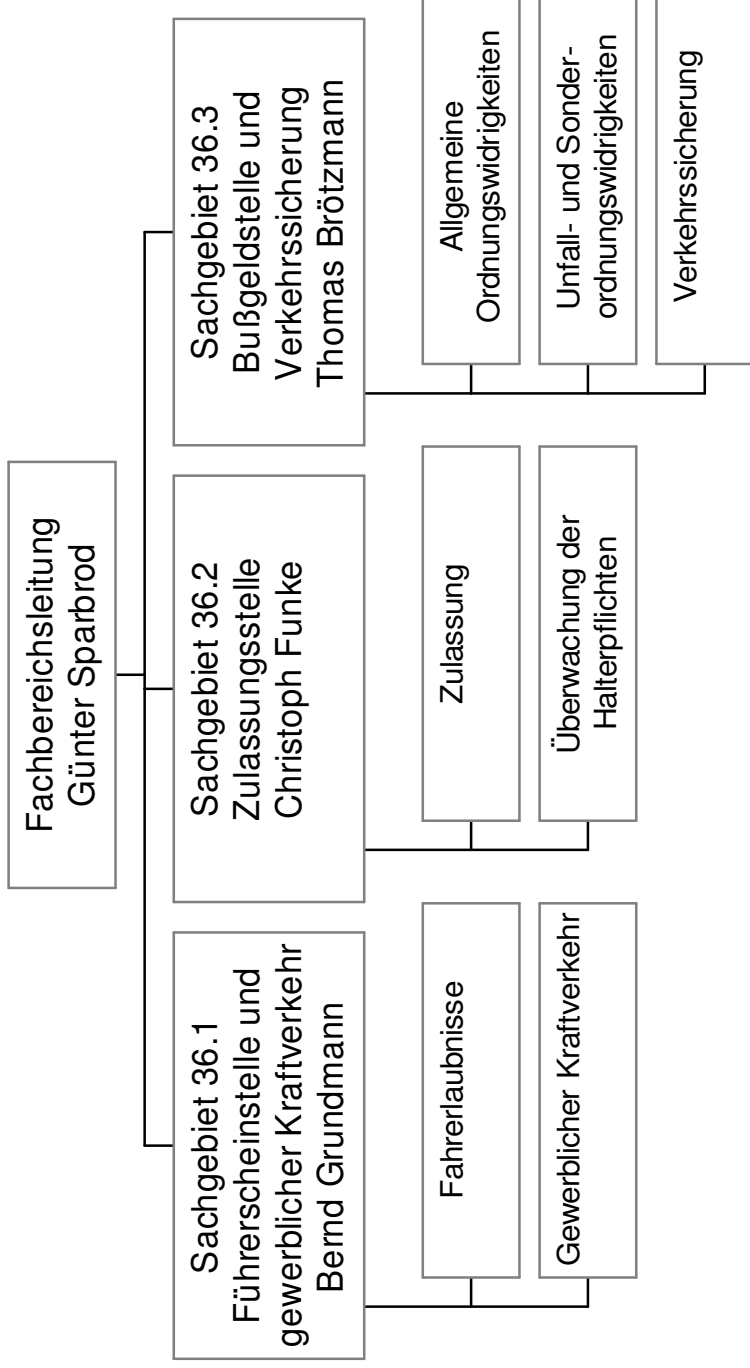 Fachbereichsleitung
Günter Sparbrod
Sachgebiet 36.1
Führerscheinstelle und
gewerblicher Kraftverkehr
Bernd Grundmann
Fahrerlaubnisse
Gewerblicher Kraftverkehr
Sachgebiet 36.2
Zulassungsstelle
Christoph Funke
Zulassung
Überwachung der
Halterpflichten
Sachgebiet 36.3
Bußgeldstelle und
Verkehrssicherung
Thomas Brötzmann
Allgemeine
Ordnungswidrigkeiten
Unfall- und Sonder-
ordnungswidrigkeiten
Verkehrssicherung